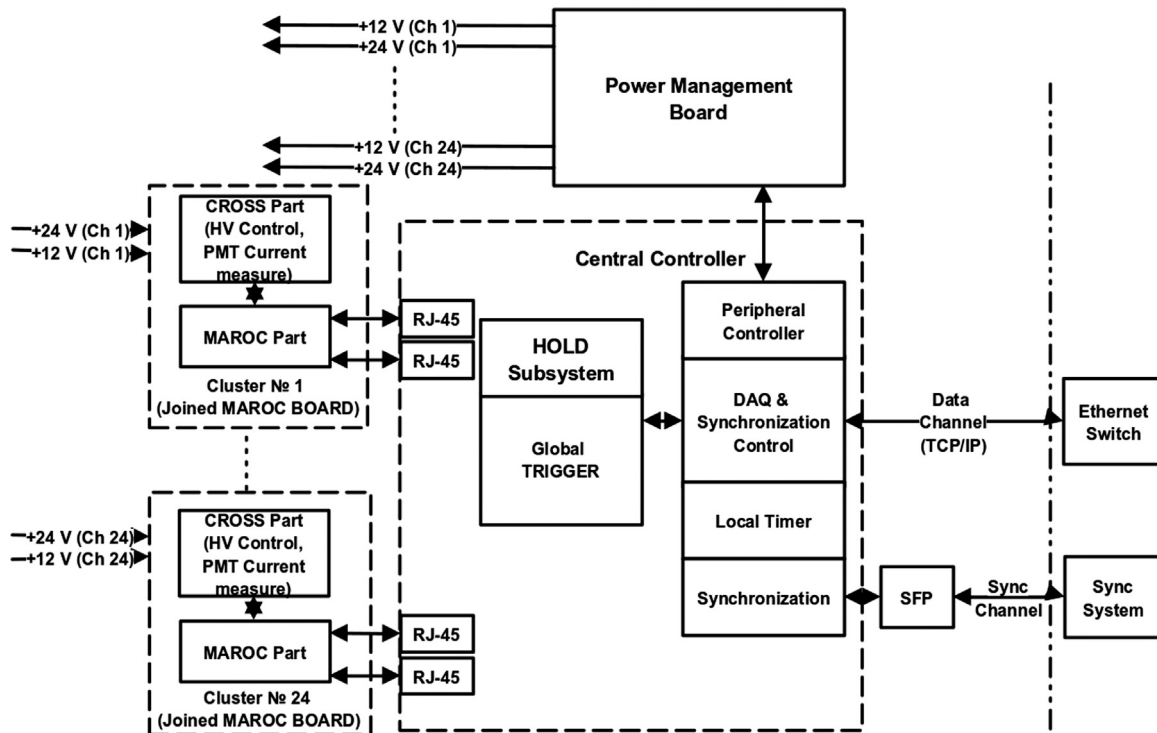 +12 V (Ch 1)
+24 V (Ch 1)
+12 V (Ch 24)
+24 V (Ch 24)
Power Management
Board
+24 V (Ch 1)
+12 V (Ch 1)
CROSS Part
(HV Control,
PMT Current
measure)
MAROC Part
Cluster № 1
(Joined MAROC BOARD)
+24 V (Ch 24)
+12 V (Ch 24)
CROSS Part
(HV Control,
PMT Current
measure)
MAROC Part
Cluster № 24
(Joined MAROC BOARD)
Central Controller
RJ-45
RJ-45
RJ-45
RJ-45
HOLD
Subsystem
Global
TRIGGER
Peripheral
Controller
DAQ &
Synchronization
Control
Local Timer
Synchronization
Data
Channel
(TCP/IP)
Ethernet
Switch
SFP
Sync
Channel
Sync
System